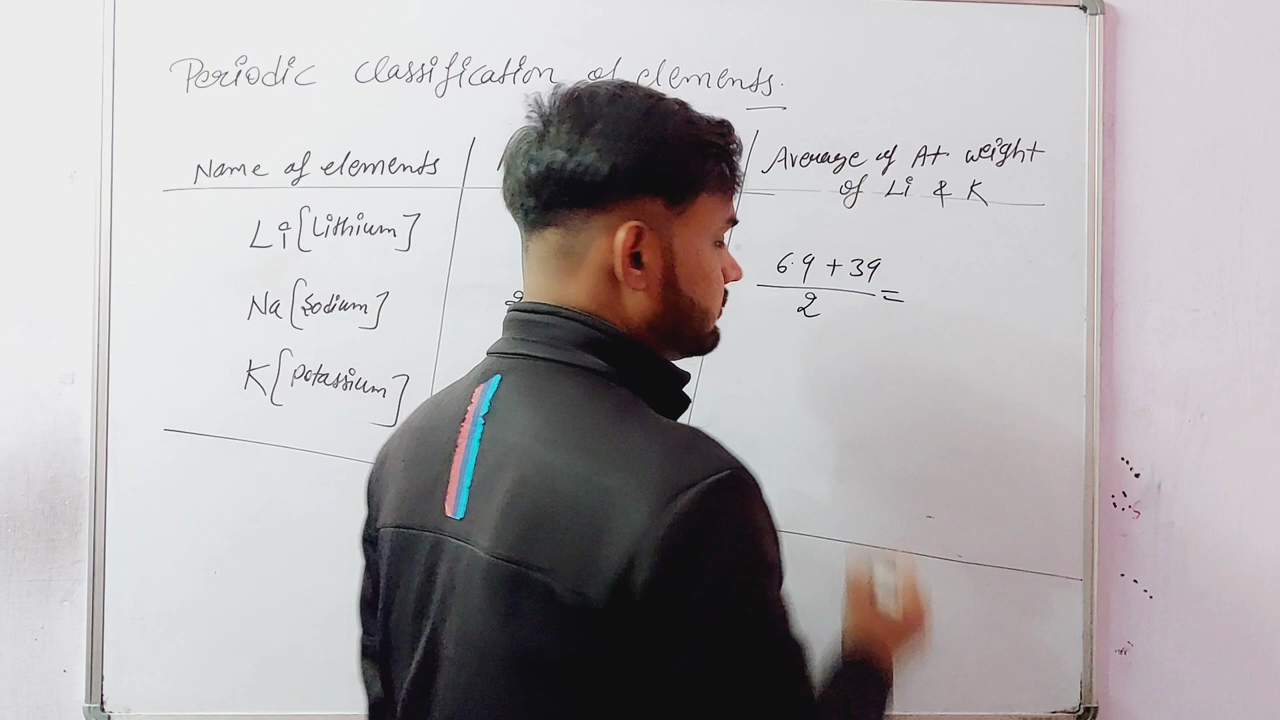 Periodic classification of elements.
Name of elements
Average of At. weight
of Li & K
Li [Lithium]
6.9 + 39
2
=
Na [Sodium]
K [Potassium]